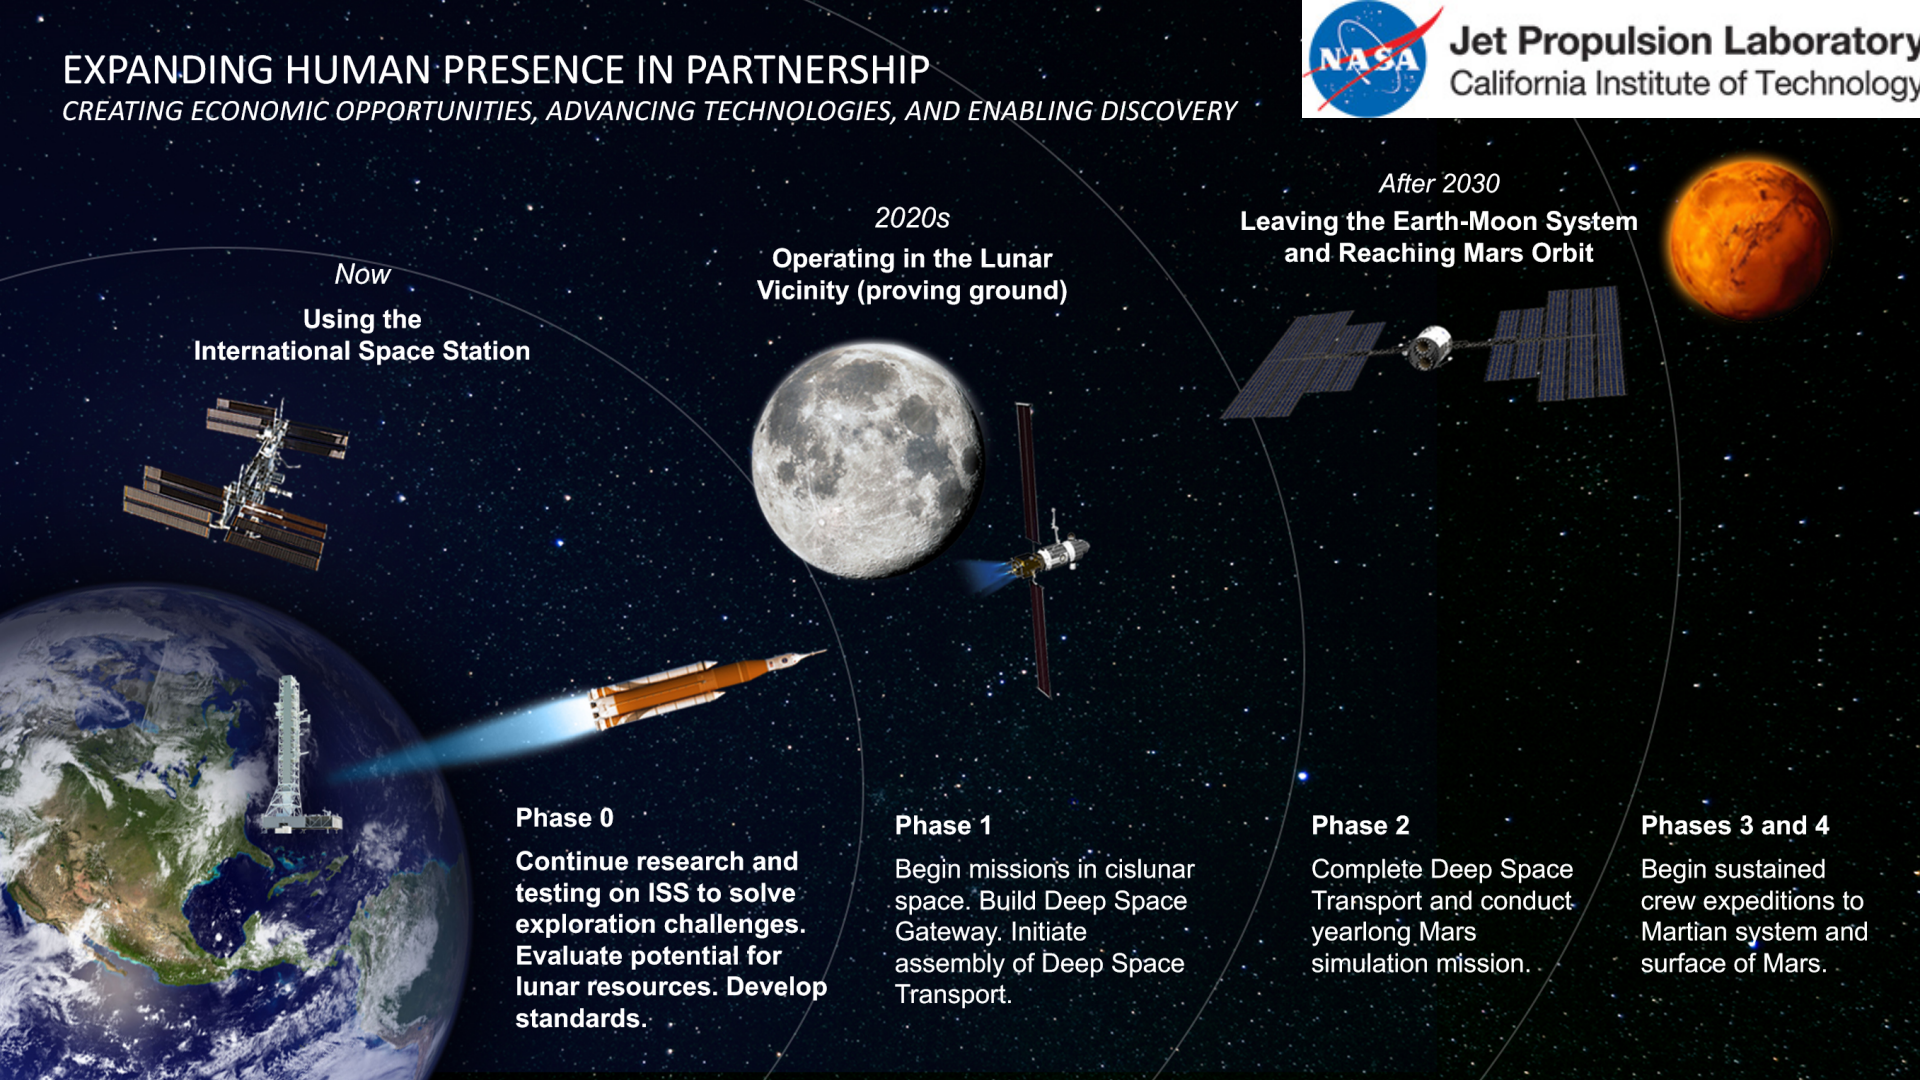 EXPANDING HUMAN PRESENCE IN PARTNERSHIP
CREATING ECONOMIC OPPORTUNITIES, ADVANCING TECHNOLOGIES, AND ENABLING DISCOVERY
NASA
Jet Propulsion Laboratory
California Institute of Technology
Now
Using the
International Space Station
2020s
Operating in the Lunar
Vicinity (proving ground)
After 2030
Leaving the Earth-Moon System
and Reaching Mars Orbit
Phase 0
Continue research and
testing on ISS to solve
exploration challenges.
Evaluate potential for
lunar resources. Develop
standards.
Phase 1
Begin missions in cislunar
space. Build Deep Space
Gateway. Initiate
assembly of Deep Space
Transport.
Phase 2
Complete Deep Space
Transport and conduct
yearlong Mars
simulation mission.
Phases 3 and 4
Begin sustained
crew expeditions to
Martian system and
surface of Mars.